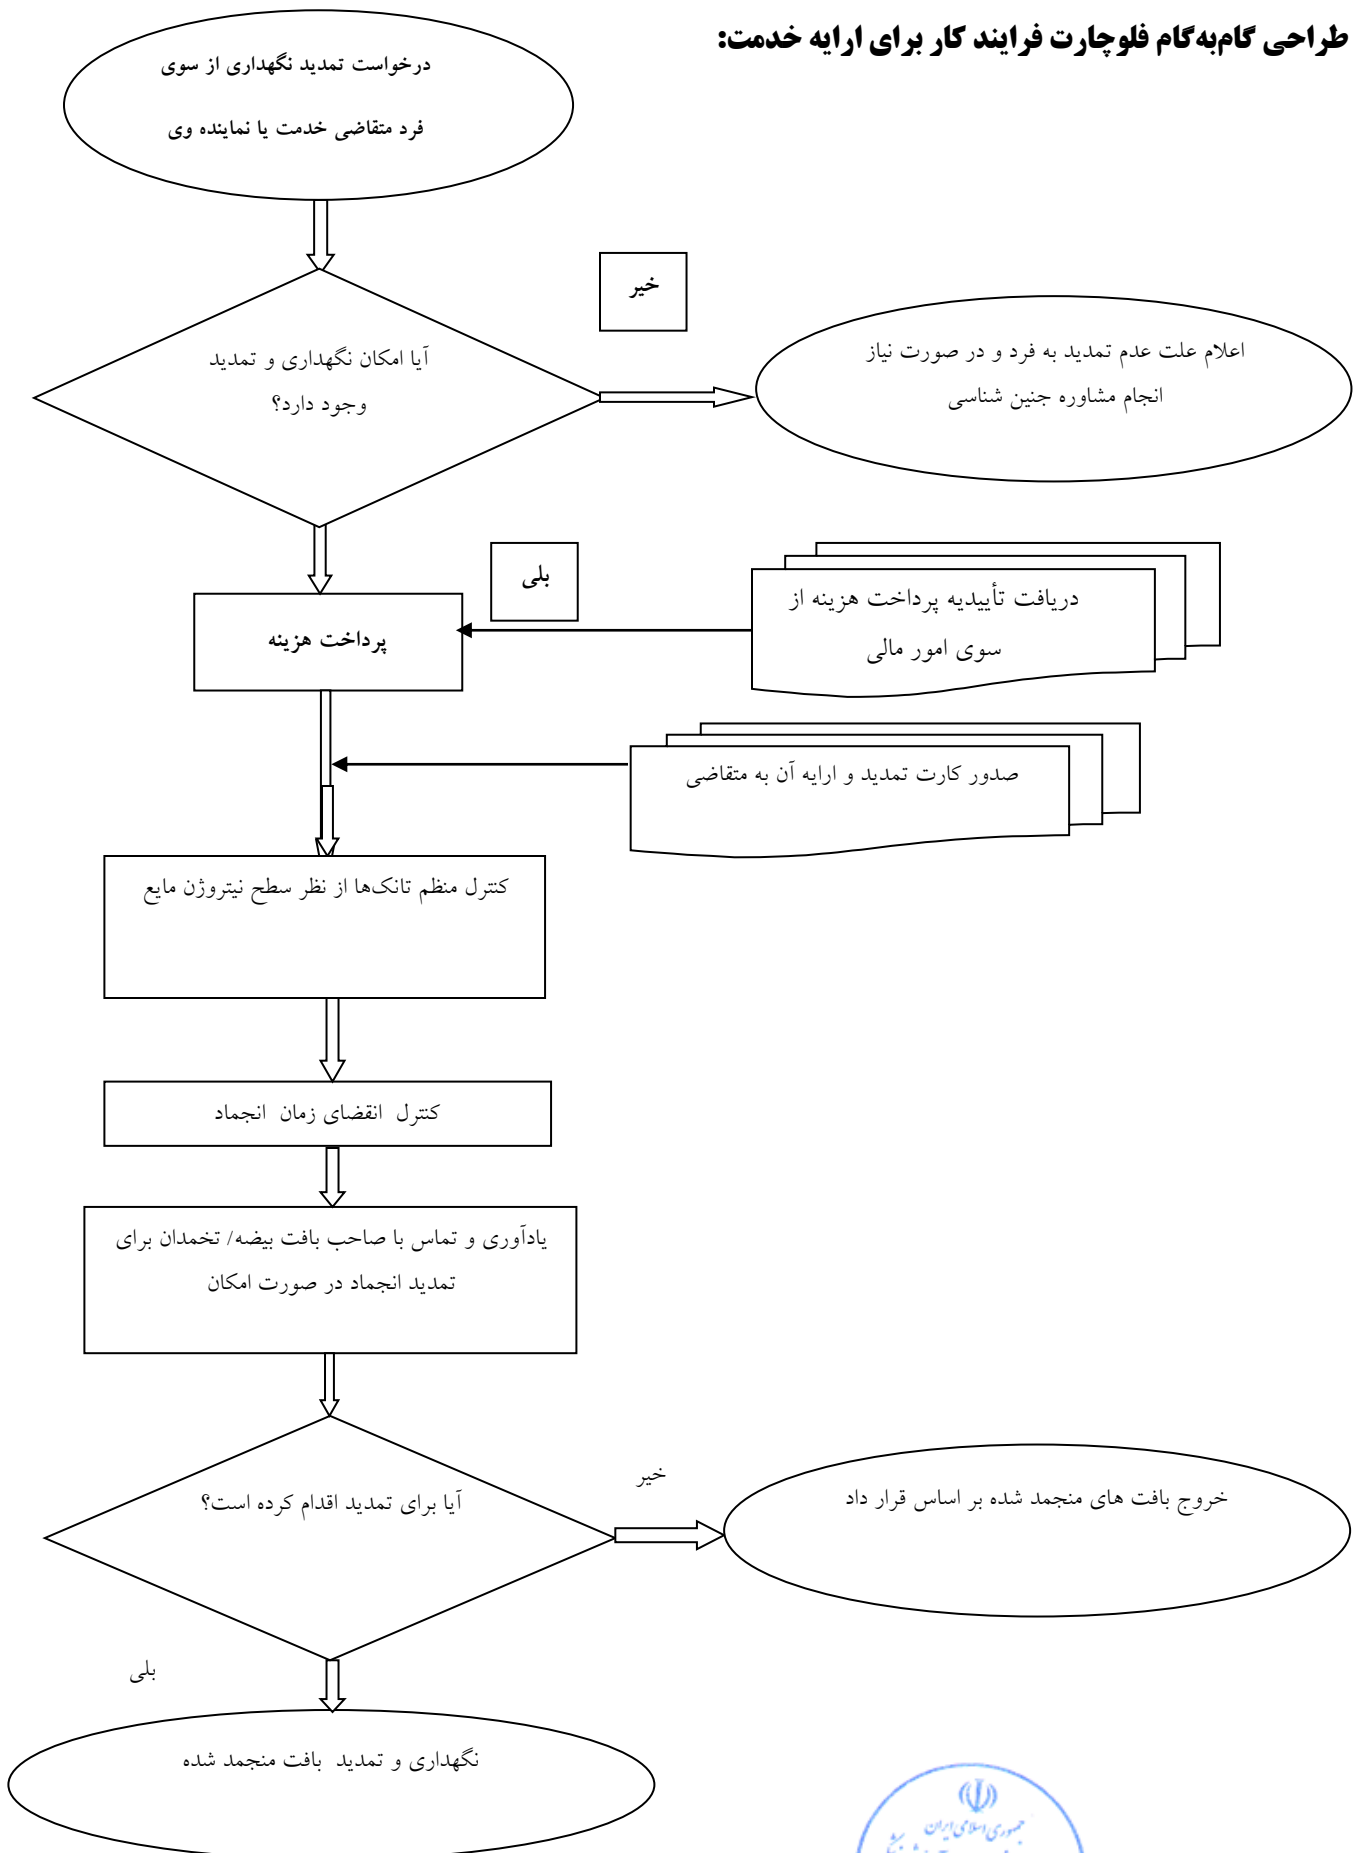 طراحی گام‌به‌گام فلوچارت فرایند کار برای ارایه خدمت:
درخواست تمدید نگهداری از سوی
فرد متقاضی خدمت یا نماینده وی
خیر
آیا امکان نگهداری و تمدید
وجود دارد؟
اعلام علت عدم تمدید به فرد و در صورت نیاز
انجام مشاوره جنین شناسی
بلی
پرداخت هزینه
دریافت تأییدیه پرداخت هزینه از
سوی امور مالی
صدور کارت تمدید و ارایه آن به متقاضی
کنترل منظم تانک‌ها از نظر سطح نیتروژن مایع
کنترل انقضای زمان انجماد
یادآوری و تماس با صاحب بافت بیضه/ تخمدان برای
تمدید انجماد در صورت امکان
آیا برای تمدید اقدام کرده است؟
خیر
خروج بافت های منجمد شده بر اساس قرار داد
بلی
نگهداری و تمدید بافت منجمد شده
جمهوری اسلامی ایران